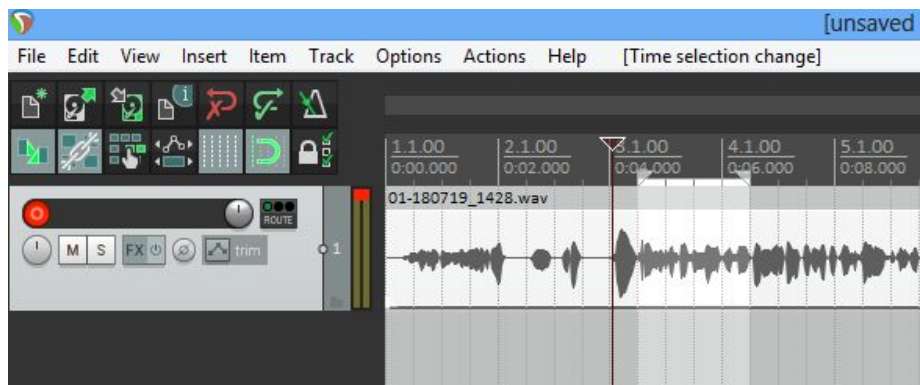 [unsaved
File Edit View Insert Item Track Options Actions Help [Time selection change]
i
1.1.00 2.1.00 3.1.00 4.1.00 5.1.00
0:00.000 0:02.000 0:04.000 0:06.000 0:08.000
01-180719_1428.wav
ROUTE
M S FX trim 1